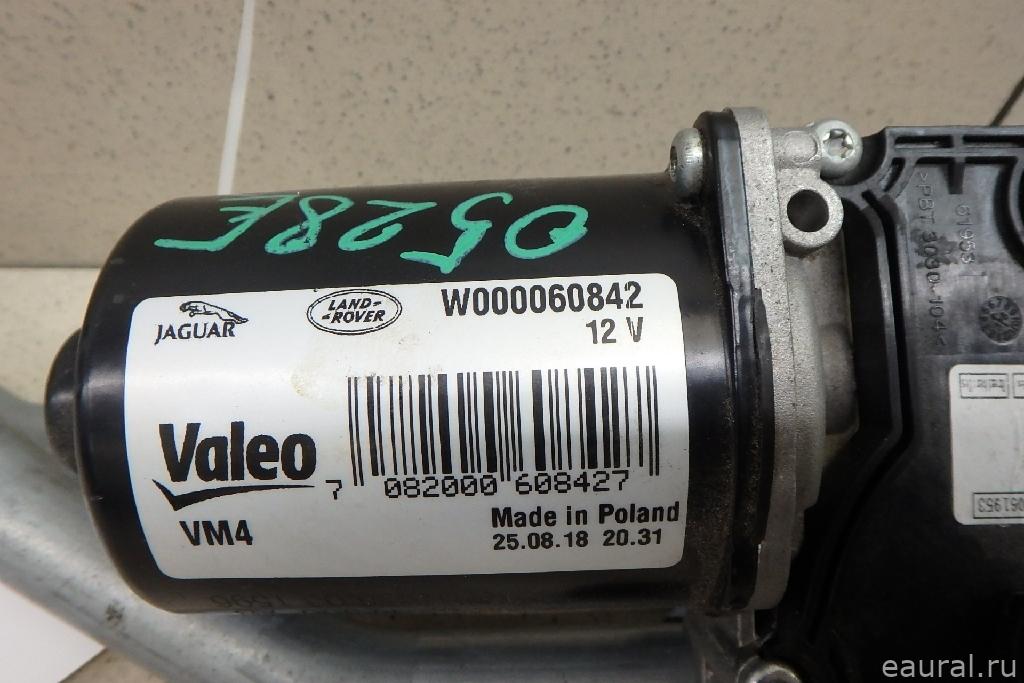 0528E
JAGUAR
LAND-
-ROVER
W000060842
12 V
Valeo
7 082000 608427
VM4
Made in Poland
25.08.18 20.31
61953
eaural.ru